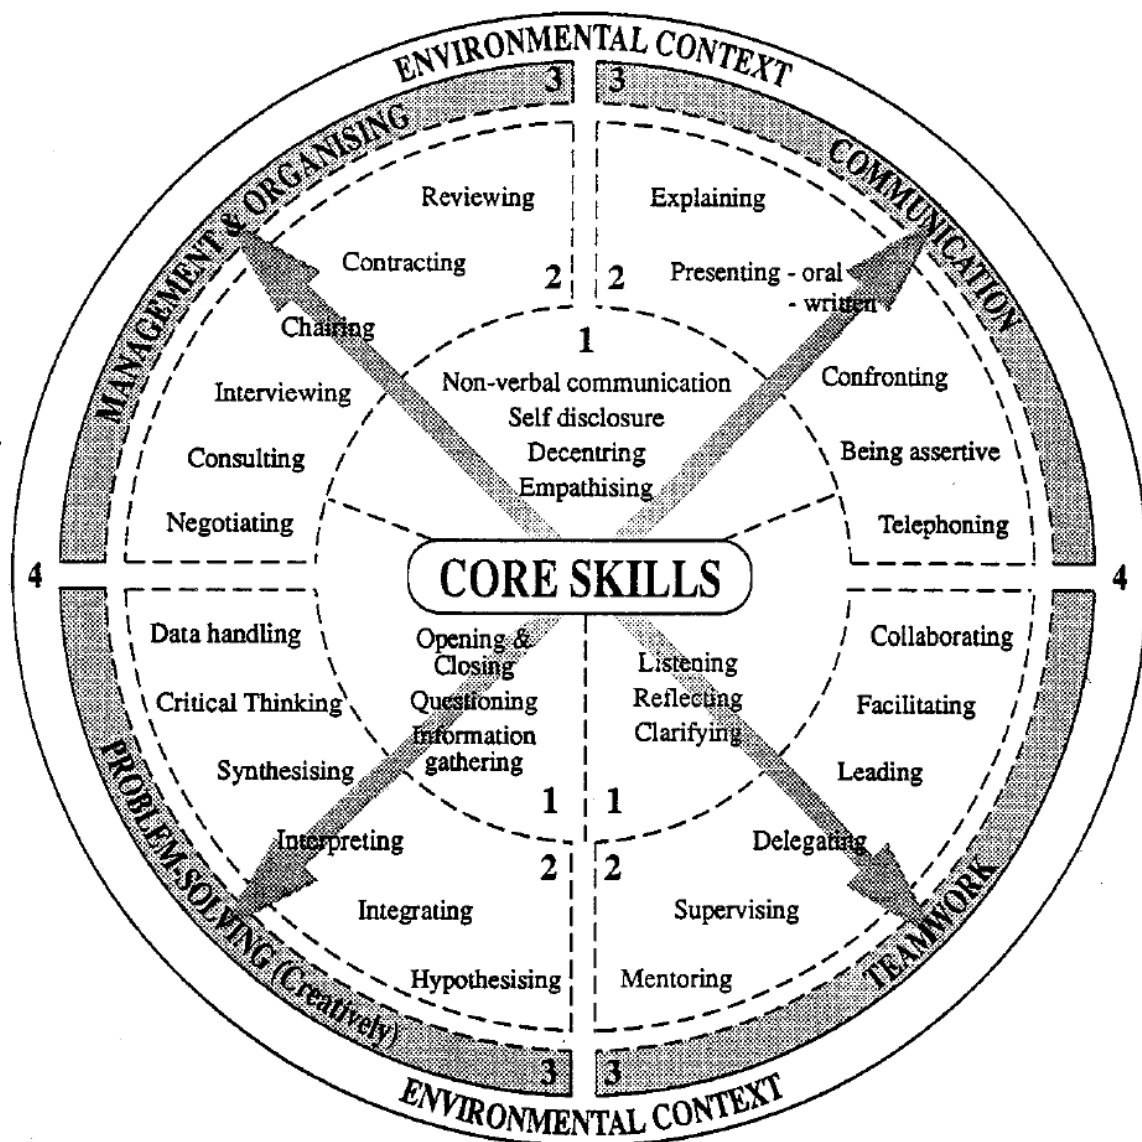 ENVIRONMENTAL CONTEXT
3
3
MANAGEMENT & ORGANISING
COMMUNICATION
Reviewing
Contracting
2
Chairing
Interviewing
Consulting
Negotiating
Explaining
2
Presenting - oral
- written
Confronting
Being assertive
Telephoning
1
Non-verbal communication
Self disclosure
Decentring
Empathising
4
CORE SKILLS
4
Opening &
Closing
Questioning
Information
gathering
1
Listening
Reflecting
Clarifying
1
Data handling
Critical Thinking
Synthesising
Interpreting
2
Integrating
Hypothesising
Collaborating
Facilitating
Leading
Delegating
2
Supervising
Mentoring
PROBLEM-SOLVING (Creatively)
TEAMWORK
3
3
ENVIRONMENTAL CONTEXT